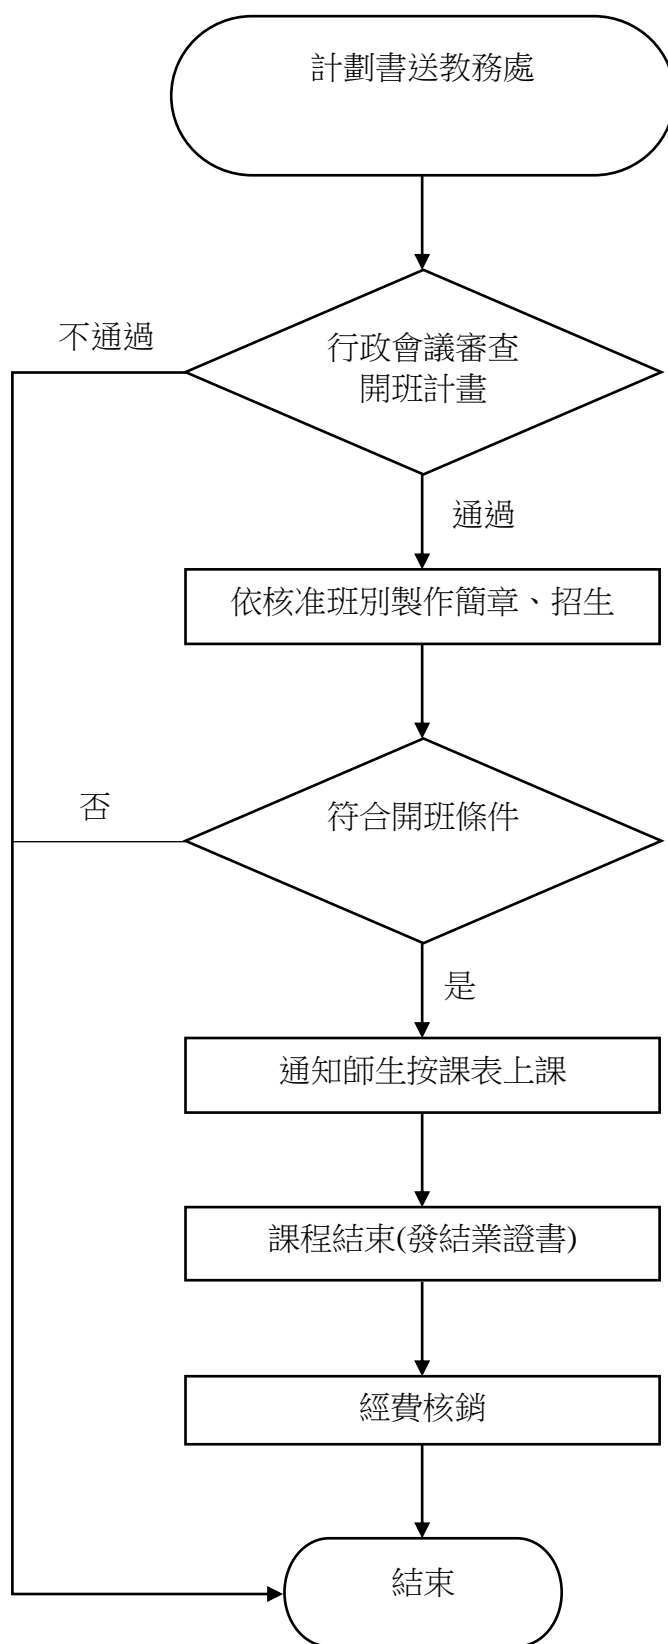 計劃書送教務處
不通過
行政會議審查
開班計畫
通過
依核准班別製作簡章、招生
否
符合開班條件
是
通知師生按課表上課
課程結束(發結業證書)
經費核銷
結束